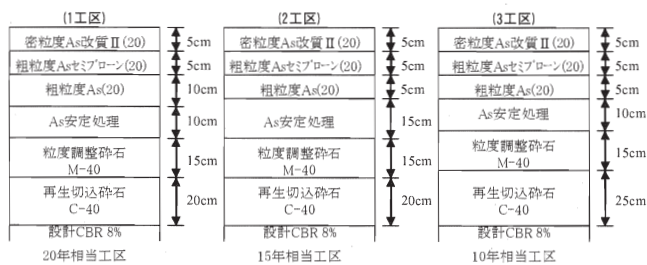 (1工区)
密粒度As改質Ⅱ(20)
5cm
粗粒度Asセミブローン(20)
5cm
粗粒度As(20)
10cm
As安定処理
10cm
粒度調整砕石
M-40
15cm
再生切込砕石
C-40
20cm
設計CBR 8%
20年相当工区
(2工区)
密粒度As改質Ⅱ(20)
5cm
粗粒度Asセミブローン(20)
5cm
粗粒度As(20)
5cm
As安定処理
15cm
粒度調整砕石
M-40
15cm
再生切込砕石
C-40
20cm
設計CBR 8%
15年相当工区
(3工区)
密粒度As改質Ⅱ(20)
5cm
粗粒度Asセミブローン(20)
5cm
粗粒度As(20)
5cm
As安定処理
10cm
粒度調整砕石
M-40
15cm
再生切込砕石
C-40
25cm
設計CBR 8%
10年相当工区